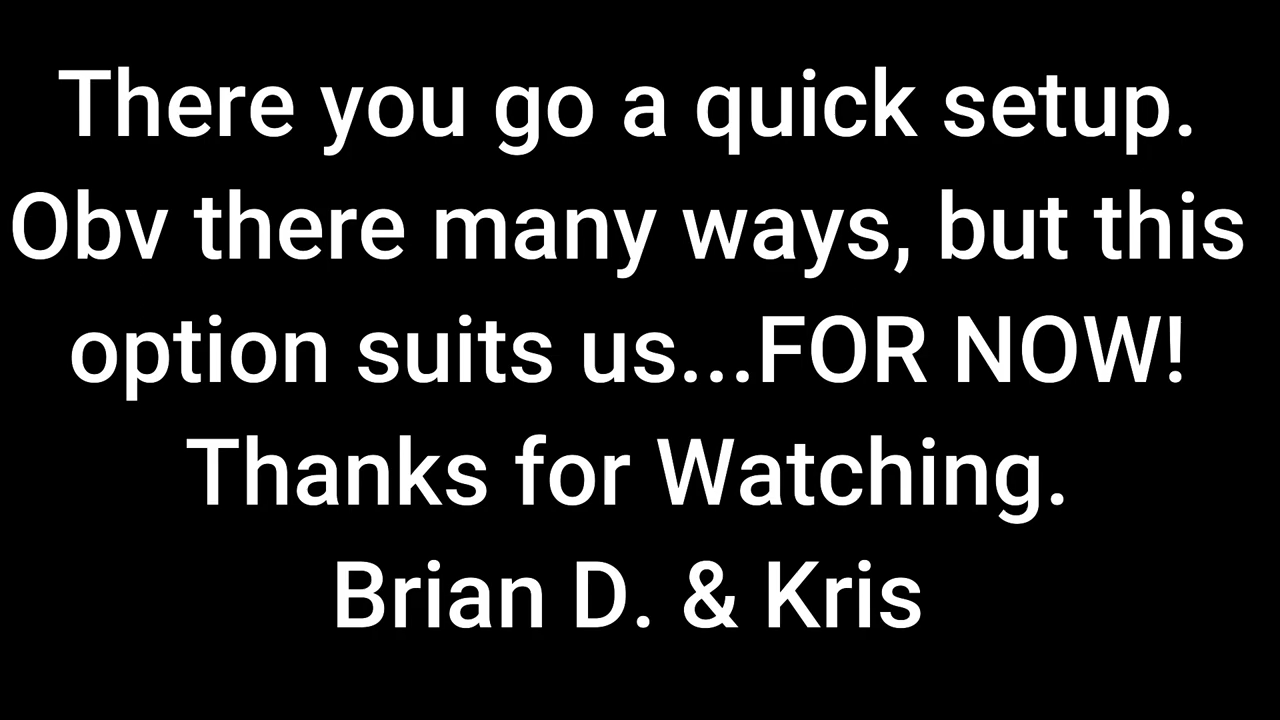 There you go a quick setup.
Obv there many ways, but this
option suits us...FOR NOW!
Thanks for Watching.
Brian D. & Kris